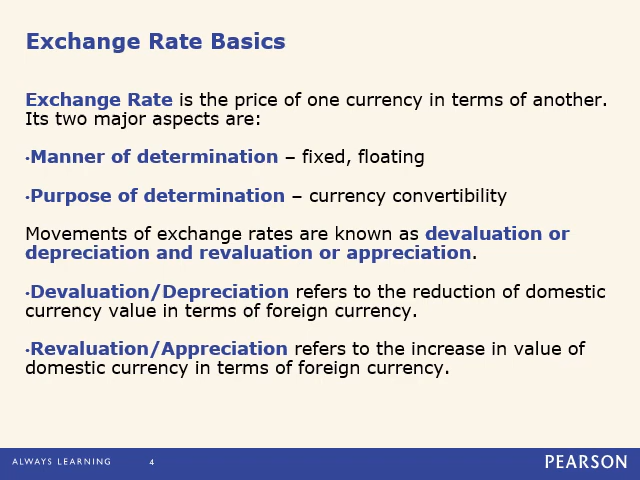 Exchange Rate Basics
Exchange Rate is the price of one currency in terms of another.
Its two major aspects are:
•Manner of determination – fixed, floating
•Purpose of determination – currency convertibility
Movements of exchange rates are known as devaluation or
depreciation and revaluation or appreciation.
•Devaluation/Depreciation refers to the reduction of domestic
currency value in terms of foreign currency.
•Revaluation/Appreciation refers to the increase in value of
domestic currency in terms of foreign currency.
ALWAYS LEARNING 4 PEARSON